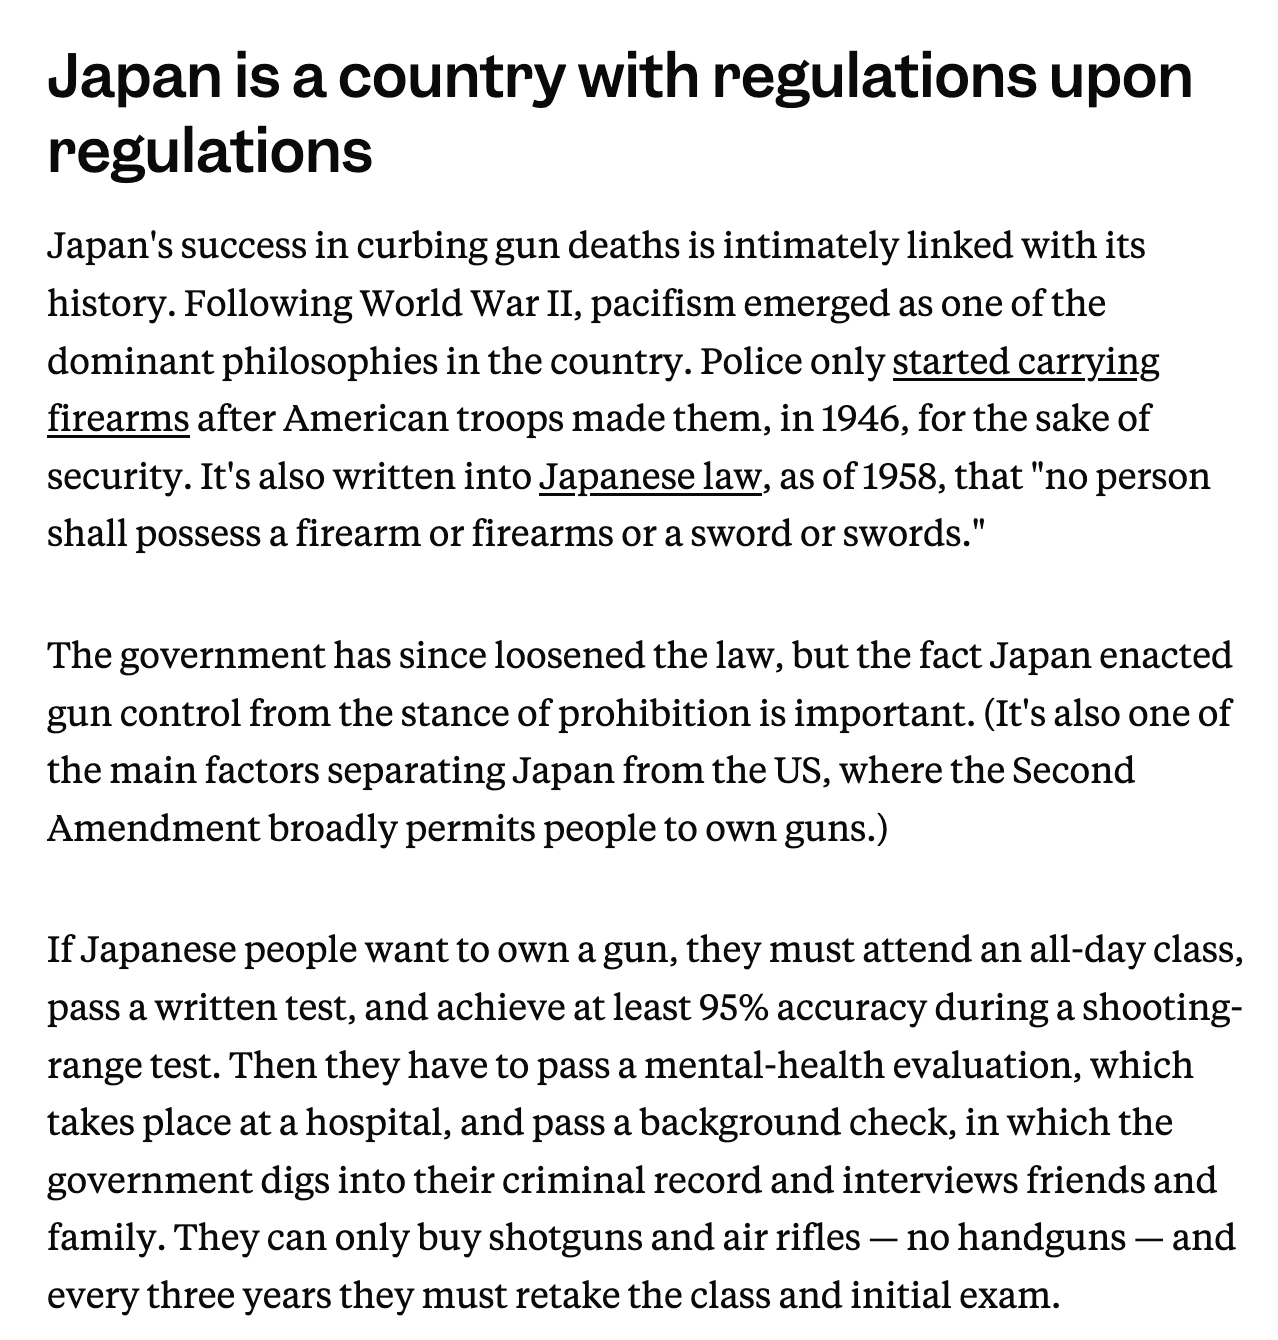 Japan is a country with regulations upon
regulations
Japan's success in curbing gun deaths is intimately linked with its
history. Following World War II, pacifism emerged as one of the
dominant philosophies in the country. Police only started carrying
firearms after American troops made them, in 1946, for the sake of
security. It's also written into Japanese law, as of 1958, that "no person
shall possess a firearm or firearms or a sword or swords."
The government has since loosened the law, but the fact Japan enacted
gun control from the stance of prohibition is important. (It's also one of
the main factors separating Japan from the US, where the Second
Amendment broadly permits people to own guns.)
If Japanese people want to own a gun, they must attend an all-day class,
pass a written test, and achieve at least 95% accuracy during a shooting-
range test. Then they have to pass a mental-health evaluation, which
takes place at a hospital, and pass a background check, in which the
government digs into their criminal record and interviews friends and
family. They can only buy shotguns and air rifles — no handguns — and
every three years they must retake the class and initial exam.